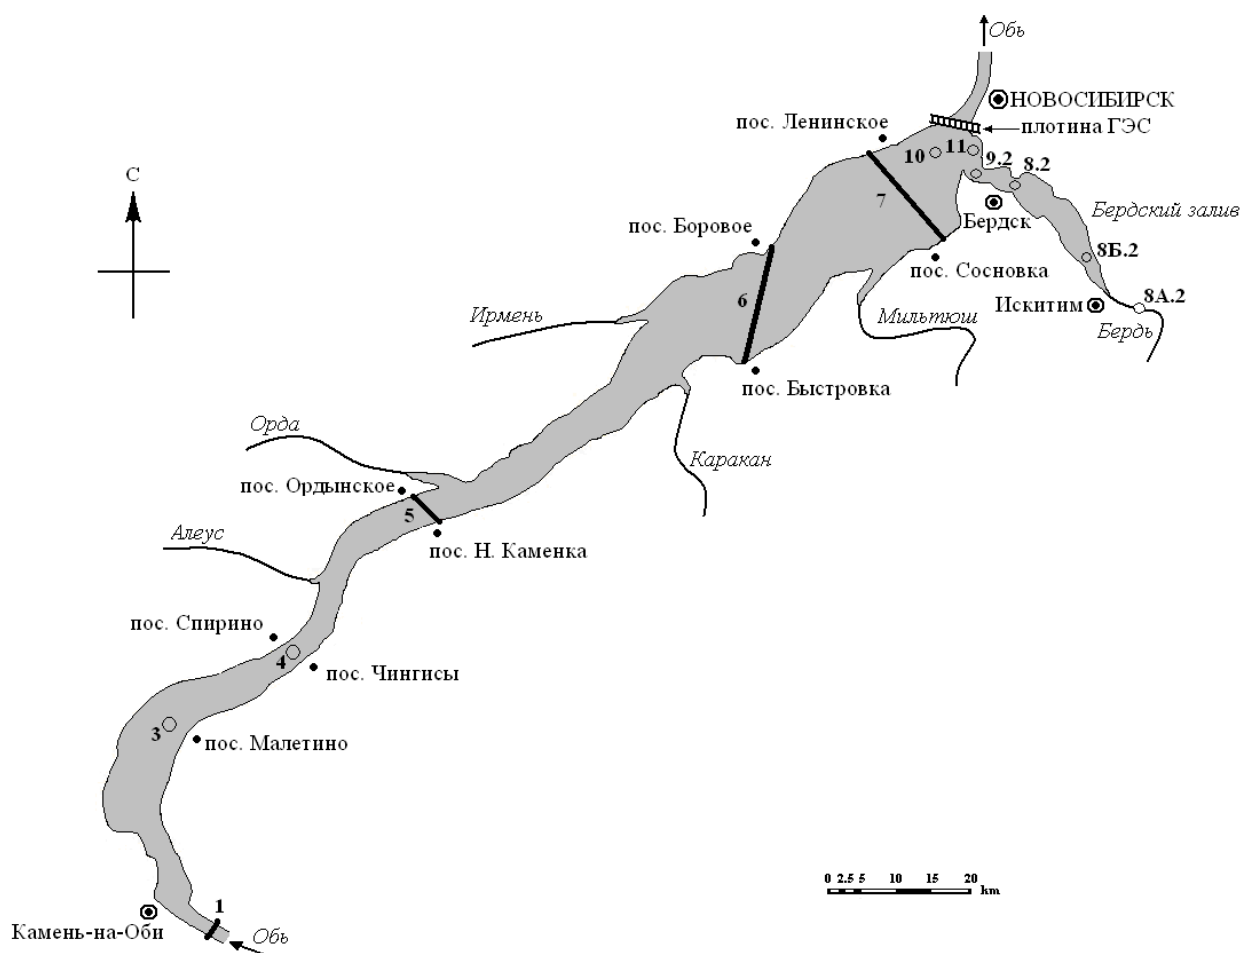 Обь
НОВОСИБИРСК
плотина ГЭС
пос. Ленинское
10
11
9.2
8.2
С
7
Бердский залив
Бердск
пос. Боровое
8Б.2
пос. Сосновка
6
8А.2
Искитим
Ирмень
Мильтюш
Бердь
пос. Быстровка
Орда
Каракан
пос. Ордынское
5
Алеус
пос. Н. Каменка
пос. Спирино
4
пос. Чингисы
3
пос. Малетино
0 2.5 5 10 15 20
km
1
Камень-на-Оби
Обь